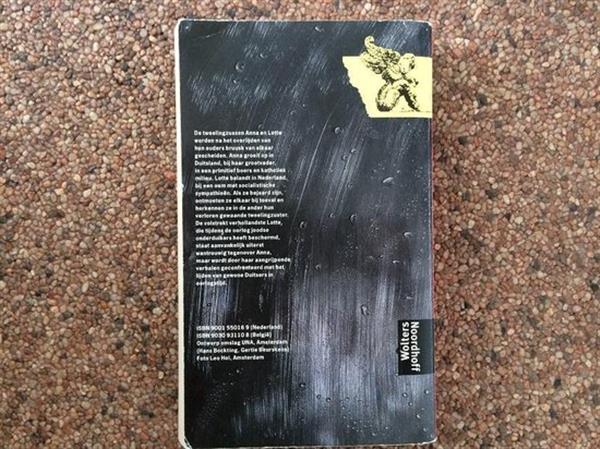 De tweelingzussen Anna en Lotte
worden na het overlijden van
hun ouders bruusk van elkaar
gescheiden. Anna groeit op in
Duitsland, bij haar grootvader,
in een primitief boers en katholiek
milieu. Lotte belandt in Nederland,
bij een oom met socialistische
sympathieën. Als ze bejaard zijn,
ontmoeten ze elkaar bij toeval en
herkennen ze in de ander hun
verloren gewaande tweelingzuster.
De volstrekt verhollandste Lotte,
die tijdens de oorlog joodse
onderduikers heeft beschermd,
staat aanvankelijk uiterst
wantrouwig tegenover Anna,
maar wordt door haar aangrijpende
verhalen geconfronteerd met het
lijden van gewone Duitsers in
oorlogstijd.
ISBN 9001 55016 9 (Nederland)
ISBN 9030 93110 8 (België)
Ontwerp omslag UNA, Amsterdam
(Hans Bockting, Gertie Beurskens)
Foto Leo Hol, Amsterdam
Wolters
Noordhoff